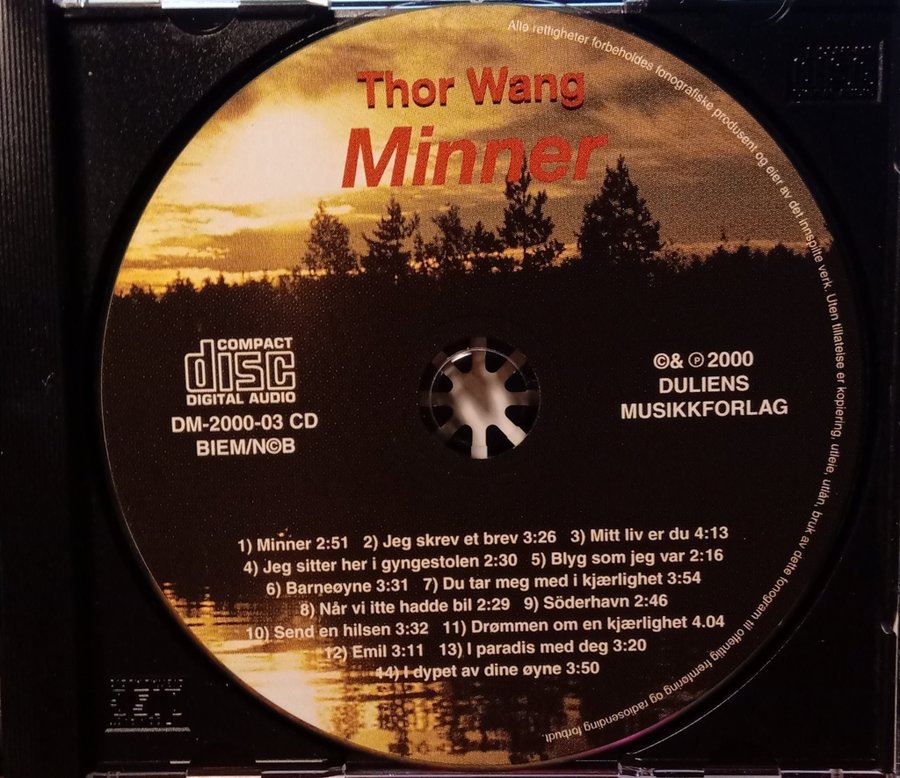 Alle rettigheter forbeholdes fonografiske produsent og eier av det innspilte verk. Uten tillatelse er kopiering, utleie, utlån, bruk av dette fonogram til offentlig fremføring og radiosending forbudt.
Thor Wang
Minner
COMPACT
disc
DIGITAL AUDIO
DM-2000-03 CD
BIEM/N©B
©& ℗ 2000
DULIENS
MUSIKKFORLAG
1) Minner 2:51 2) Jeg skrev et brev 3:26 3) Mitt liv er du 4:13
4) Jeg sitter her i gyngestolen 2:30 5) Blyg som jeg var 2:16
6) Barneøyne 3:31 7) Du tar meg med i kjærlighet 3:54
8) Når vi itte hadde bil 2:29 9) Söderhavn 2:46
10) Send en hilsen 3:32 11) Drømmen om en kjærlighet 4.04
12) Emil 3:11 13) I paradis med deg 3:20
14) I dypet av dine øyne 3:50